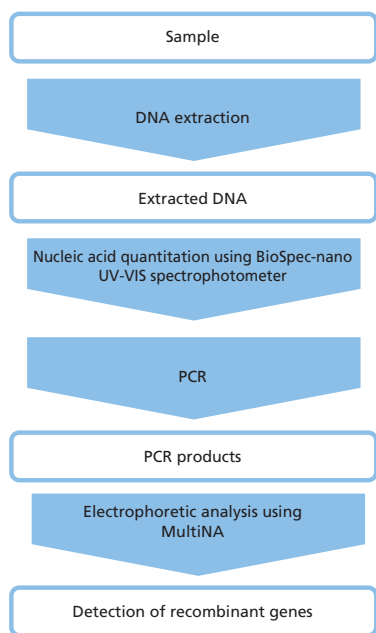 Sample
DNA extraction
Extracted DNA
Nucleic acid quantitation using BioSpec-nano
UV-VIS spectrophotometer
PCR
PCR products
Electrophoretic analysis using
MultiNA
Detection of recombinant genes